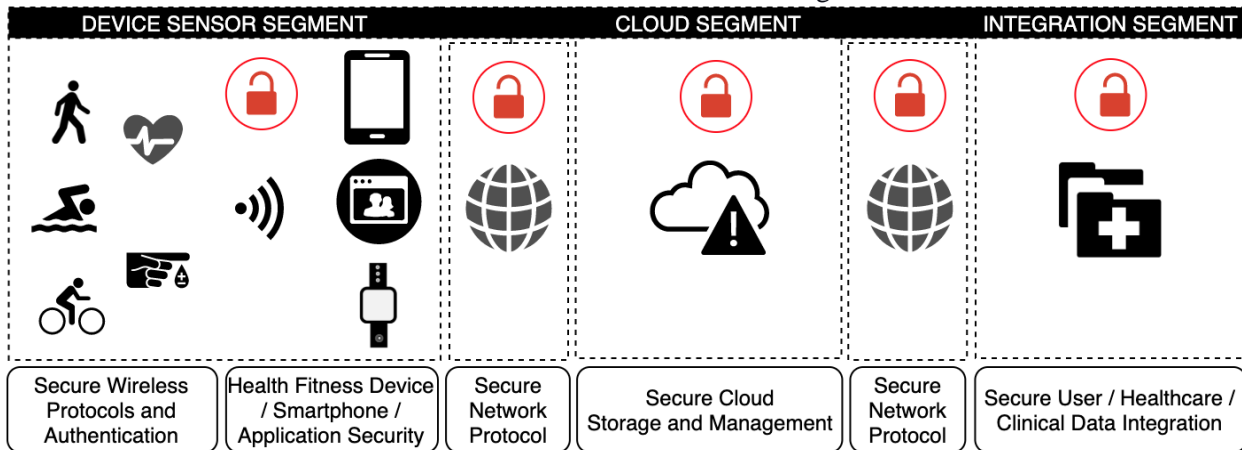 DEVICE SENSOR SEGMENT
CLOUD SEGMENT
INTEGRATION SEGMENT
Secure Wireless
Protocols and
Authentication
Health Fitness Device
/ Smartphone /
Application Security
Secure
Network
Protocol
Secure Cloud
Storage and Management
Secure
Network
Protocol
Secure User / Healthcare /
Clinical Data Integration